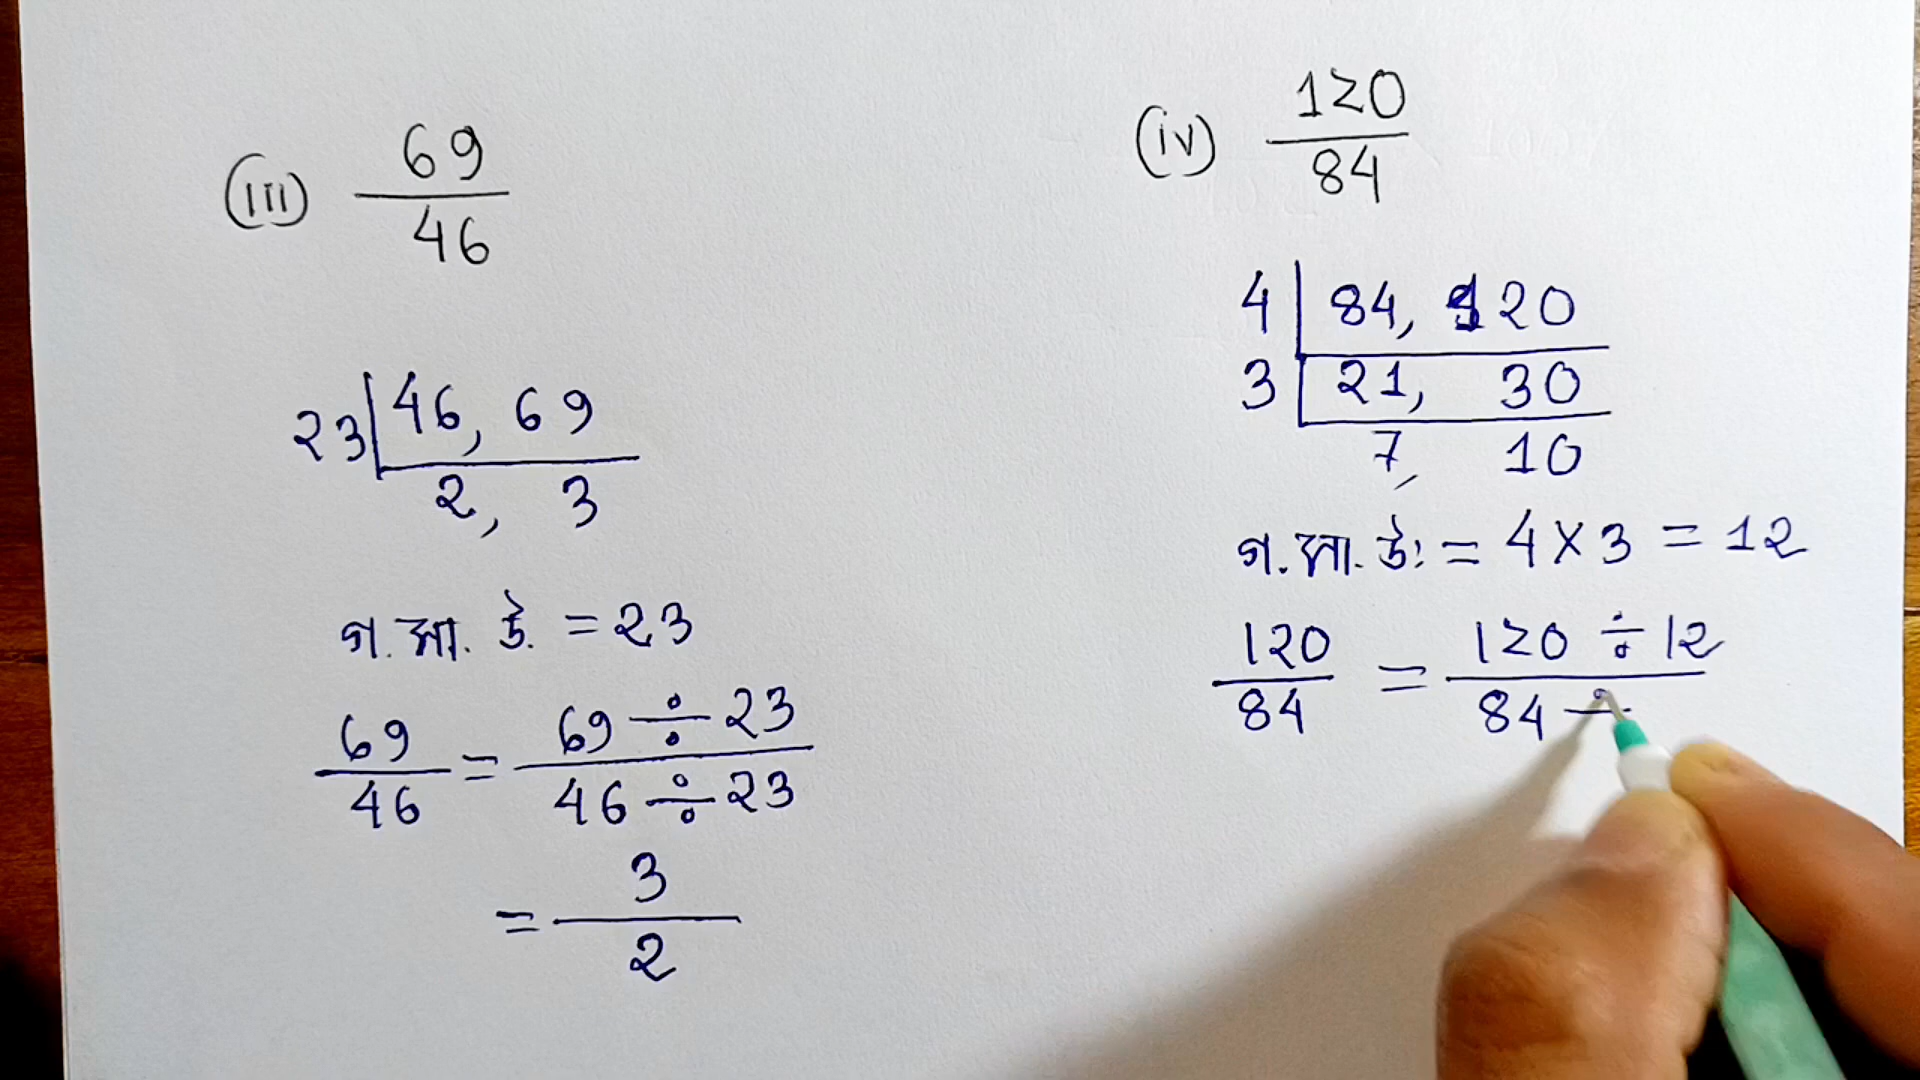 (iii) 69
46
23 | 46, 69
2, 3
গ. সা. উ. = 23
69/46 = 69 ÷ 23 / 46 ÷ 23
= 3/2
(iv) 120
84
4 | 84, 120
3 | 21, 30
7, 10
গ. সা. উ. = 4 × 3 = 12
120/84 = 120 ÷ 12 / 84 ÷